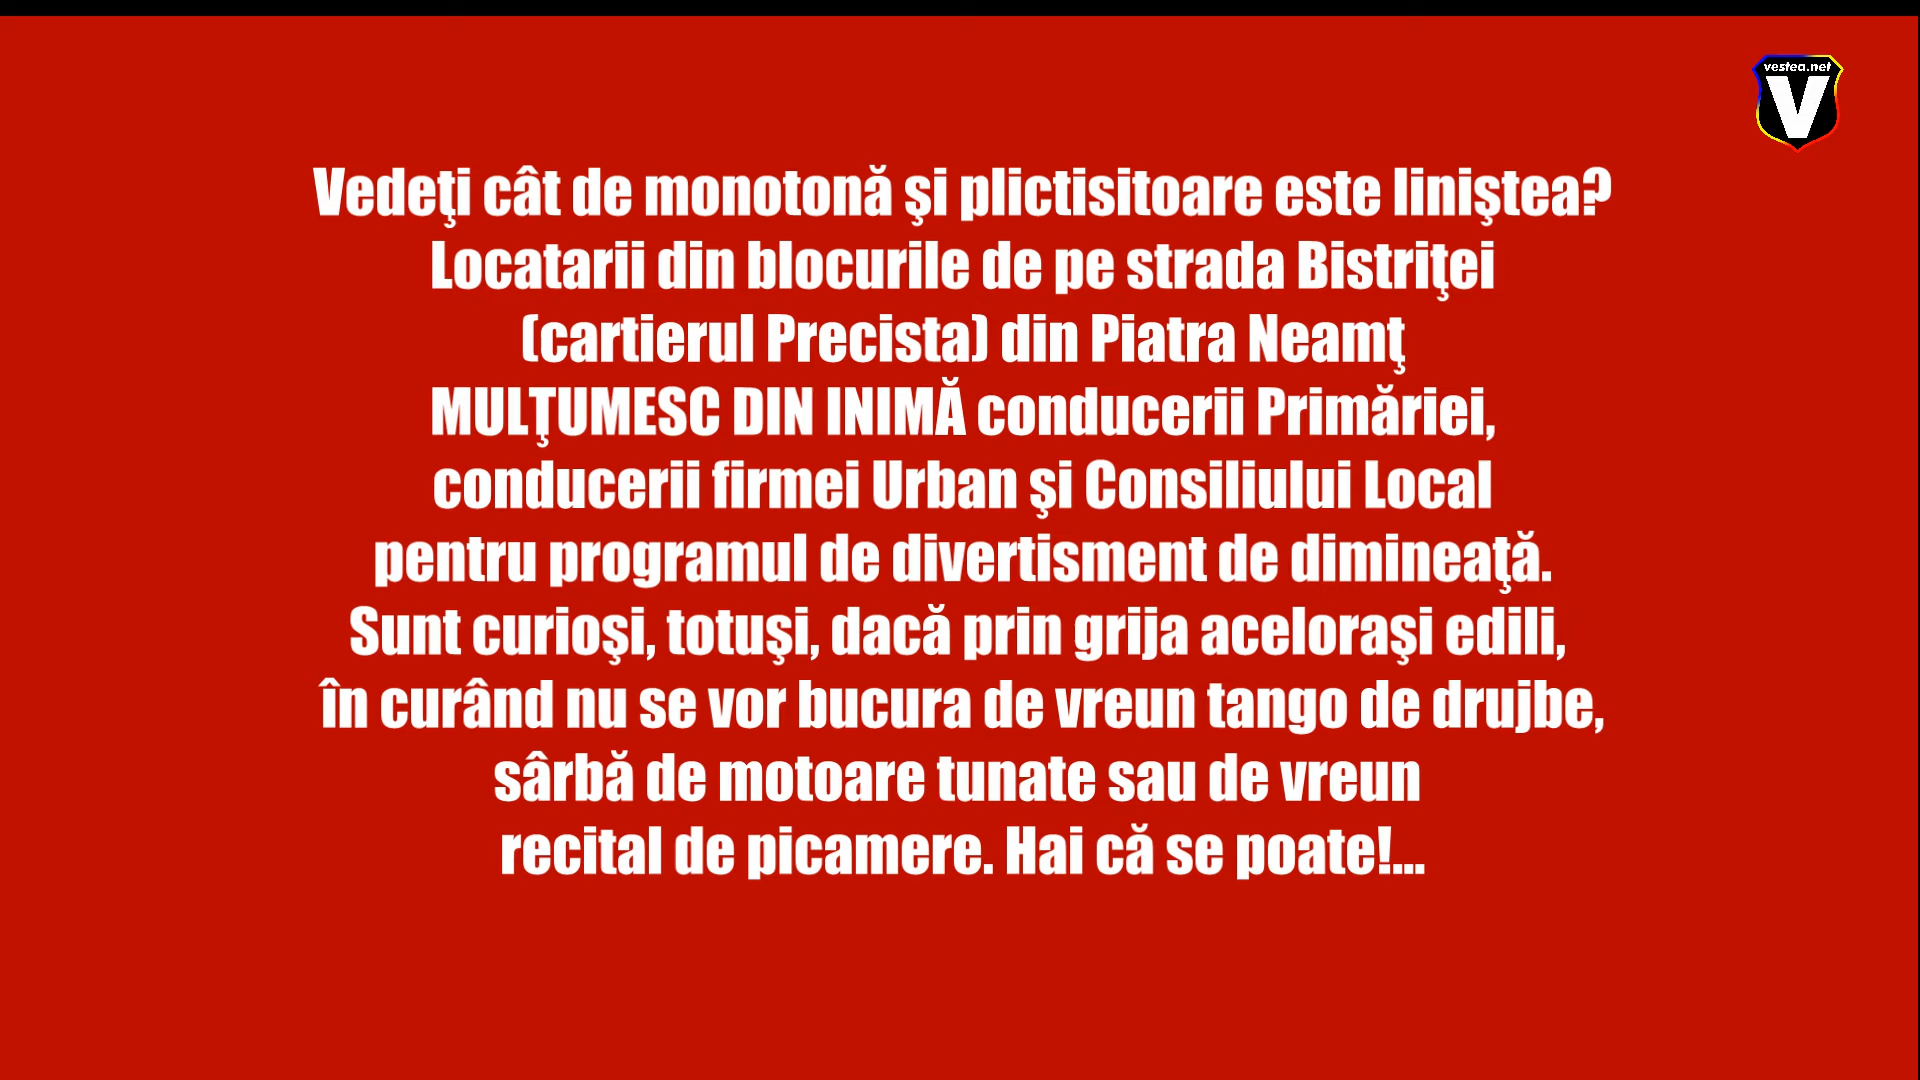 vestea.net
V
Vedeţi cât de monotonă şi plictisitoare este liniştea?
Locatarii din blocurile de pe strada Bistriţei
(cartierul Precista) din Piatra Neamţ
MULŢUMESC DIN INIMĂ conducerii Primăriei,
conducerii firmei Urban şi Consiliului Local
pentru programul de divertisment de dimineaţă.
Sunt curioşi, totuşi, dacă prin grija aceloraşi edili,
în curând nu se vor bucura de vreun tango de drujbe,
sârbă de motoare tunate sau de vreun
recital de picamere. Hai că se poate!...